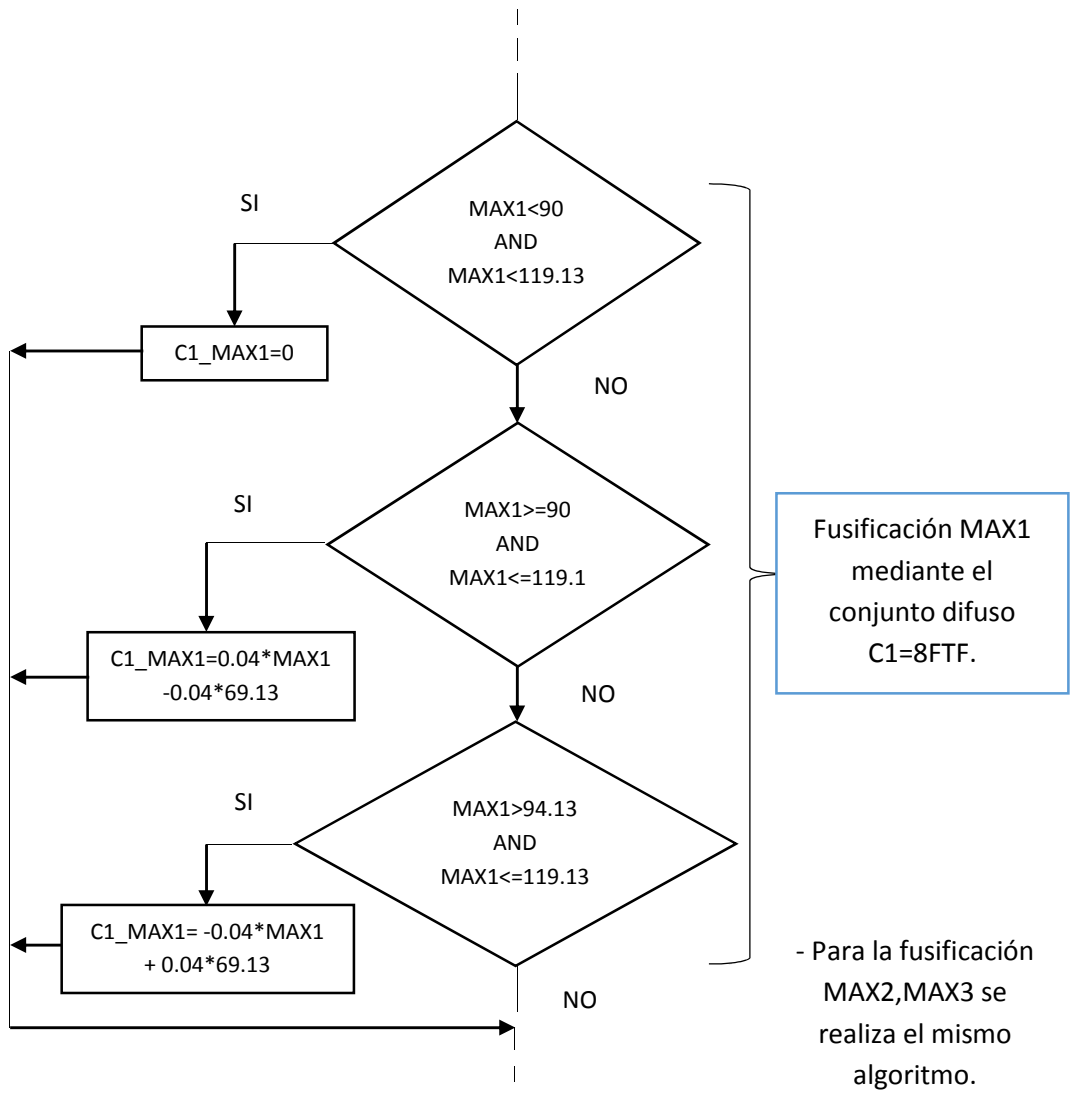 SI
MAX1<90
AND
MAX1<119.13
C1_MAX1=0
NO
SI
MAX1>=90
AND
MAX1<=119.1
Fusificación MAX1
mediante el
conjunto difuso
C1=8FTF.
C1_MAX1=0.04*MAX1
-0.04*69.13
NO
SI
MAX1>94.13
AND
MAX1<=119.13
C1_MAX1= -0.04*MAX1
+ 0.04*69.13
NO
- Para la fusificación
MAX2,MAX3 se
realiza el mismo
algoritmo.